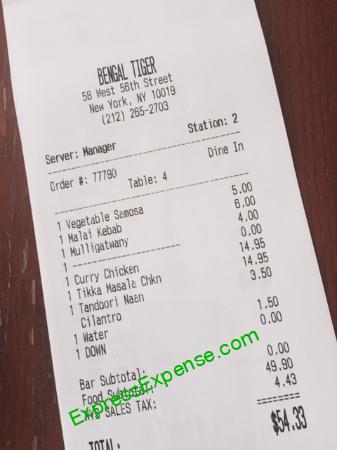 BENGAL TIGER
58 West 56th Street
New York, NY 10019
(212) 265-2703
Server: Manager Station: 2
Order #: 77790 Dine In
Table: 4
1 Vegetable Samosa 5.00
1 Malai Kebab 6.00
1 Mulligatwany 4.00
1 -------------------- 0.00
1 Curry Chicken 14.95
1 Tikka Masala Chkn 14.95
1 Tandoori Naan 3.50
Cilantro
1 Water 1.50
1 DOWN 0.00
Bar Subtotal: 0.00
Food Subtotal: 49.90
SALES TAX: 4.43
========
TOTAL: $54.33
ExpressExpense.com